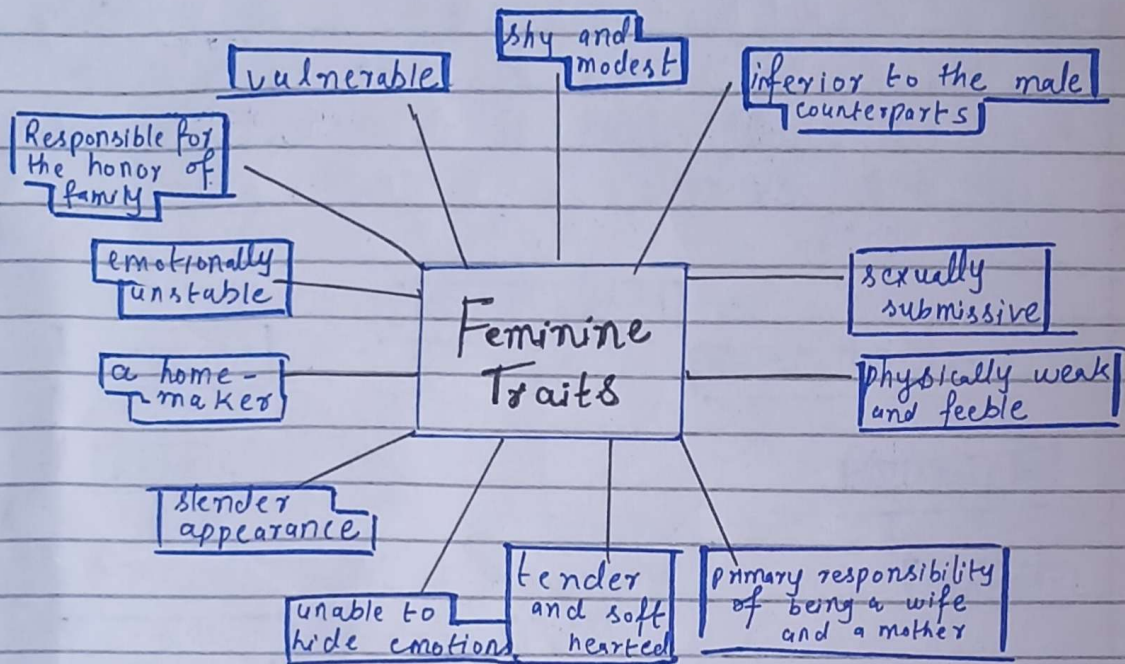 shy and
modest
vulnerable
inferior to the male
counterparts
Responsible for
the honor of
family
emotionally
unstable
sexually
submissive
Feminine
Traits
a home-
maker
physically weak
and feeble
slender
appearance
unable to
hide emotions
tender
and soft
hearted
primary responsibility
of being a wife
and a mother